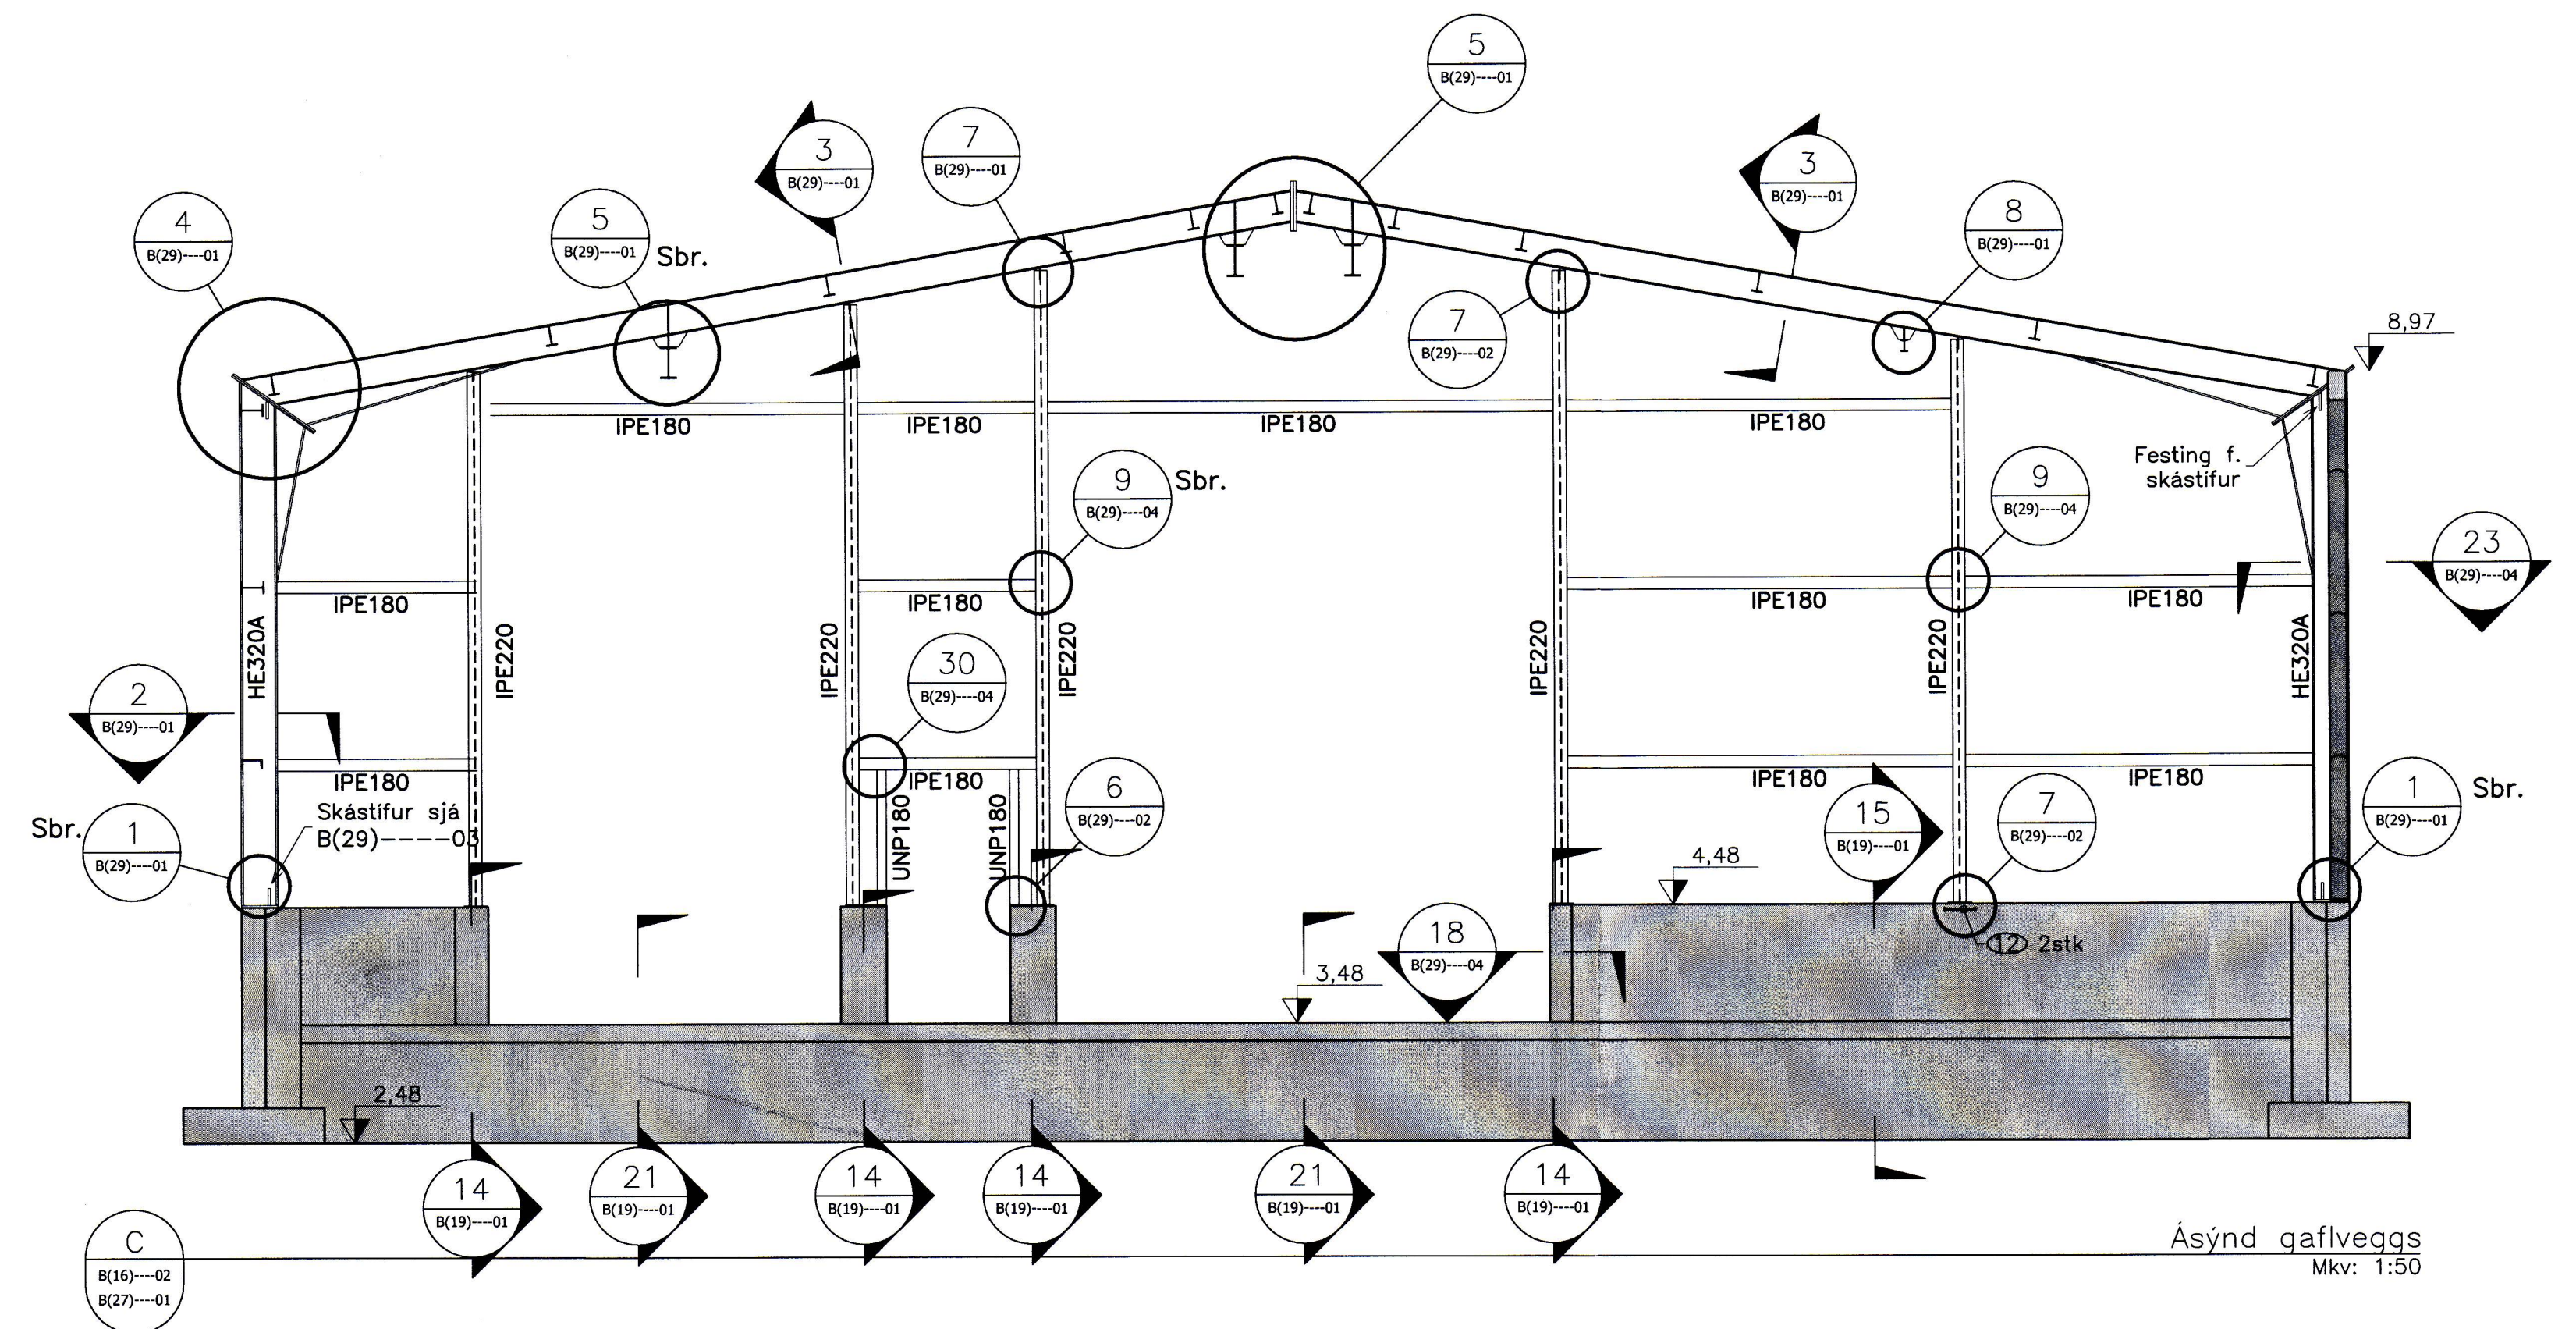 5
B(29)----01
3
B(29)----01
7
B(29)----01
3
B(29)----01
4
B(29)----01
5
B(29)----01
Sbr.
8
B(29)----01
7
B(29)----02
8,97
IPE180
IPE180
IPE180
IPE180
Festing f.
skástífur
9
B(29)----04
Sbr.
9
B(29)----04
23
B(29)----04
IPE180
IPE180
IPE180
IPE180
HE320A
IPE220
IPE220
IPE220
IPE220
IPE220
HE320A
30
B(29)----04
2
B(29)----01
IPE180
IPE180
IPE180
IPE180
6
B(29)----02
15
B(19)----01
7
B(29)----02
1
B(29)----01
Sbr.
Sbr.
1
B(29)----01
Skástífur sjá
B(29)-----03
UNP180
UNP180
4,48
12 2stk
18
B(29)----04
3,48
2,48
14
B(19)----01
21
B(19)----01
14
B(19)----01
14
B(19)----01
21
B(19)----01
14
B(19)----01
C
B(16)----02
B(27)----01
Ásýnd gaflveggs
Mkv: 1:50